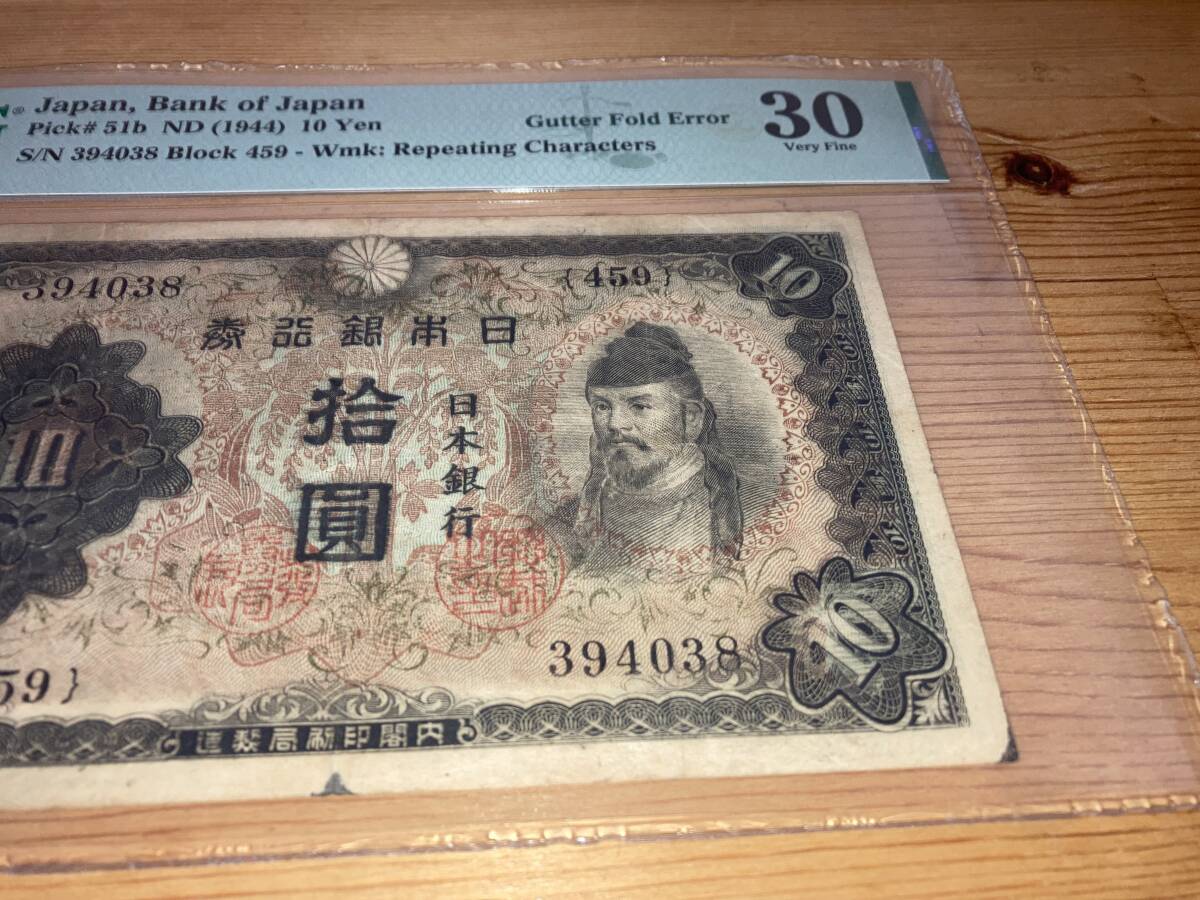 Japan, Bank of Japan
Pick# 51b ND (1944) 10 Yen
Gutter Fold Error
S/N 394038 Block 459 - Wmk: Repeating Characters
30
Very Fine
394038
{459}
10
券行銀本日
拾圓
日本銀行
394038
10
59}
造製局刷印閣内